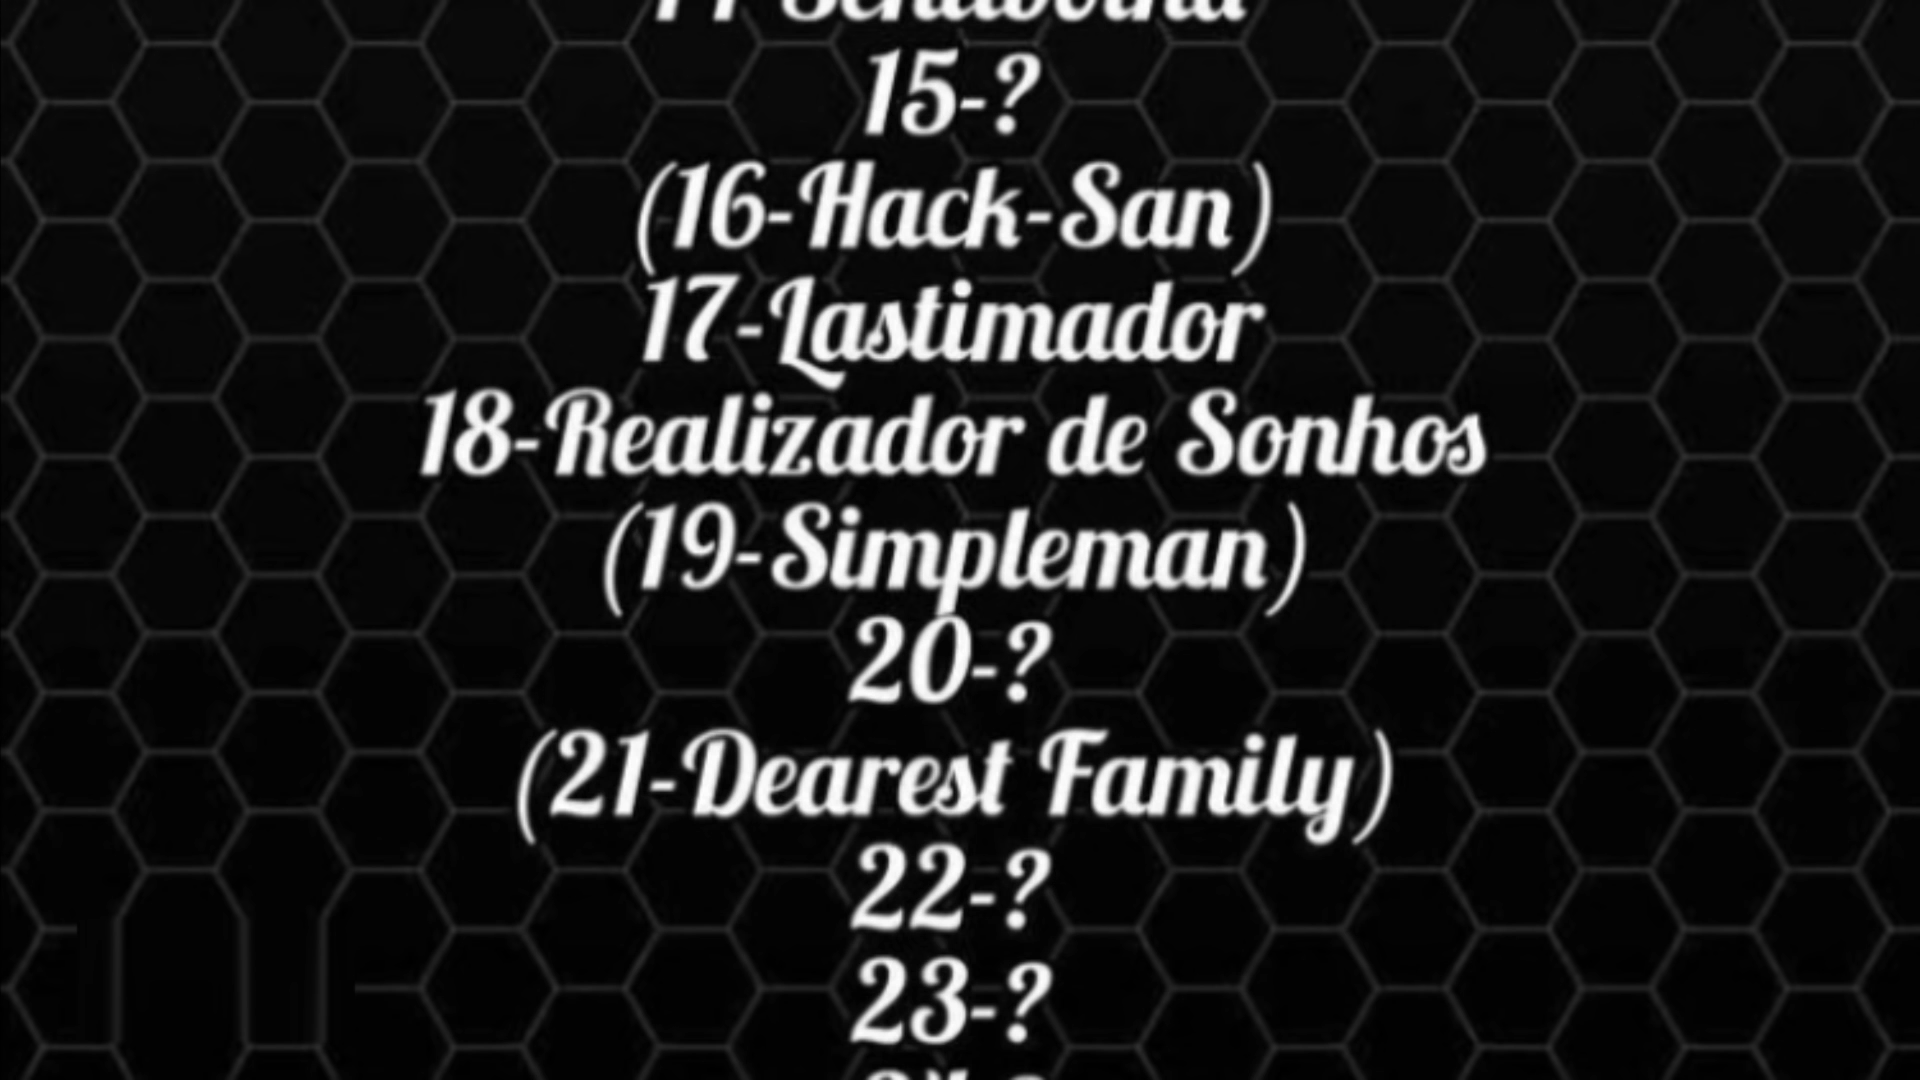 15-?
(16-Hack-San)
17-Lastimador
18-Realizador de Sonhos
(19-Simpleman)
20-?
(21-Dearest Family)
22-?
23-?